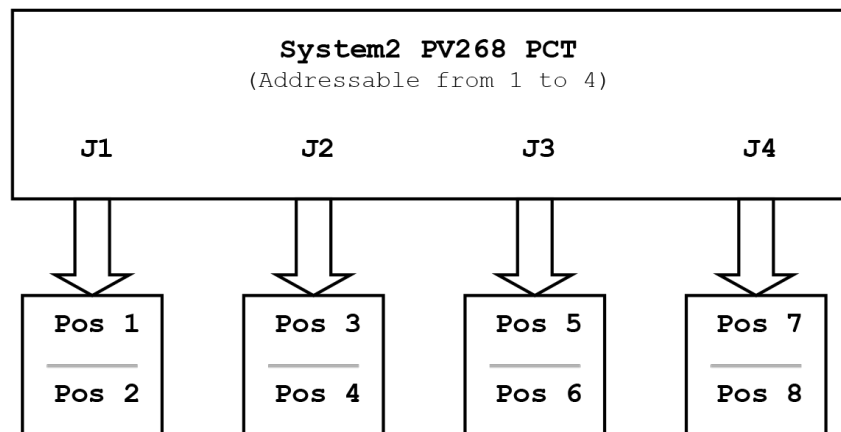 System2 PV268 PCT
(Addressable from 1 to 4)
J1 J2 J3 J4
Pos 1 Pos 3 Pos 5 Pos 7
Pos 2 Pos 4 Pos 6 Pos 8